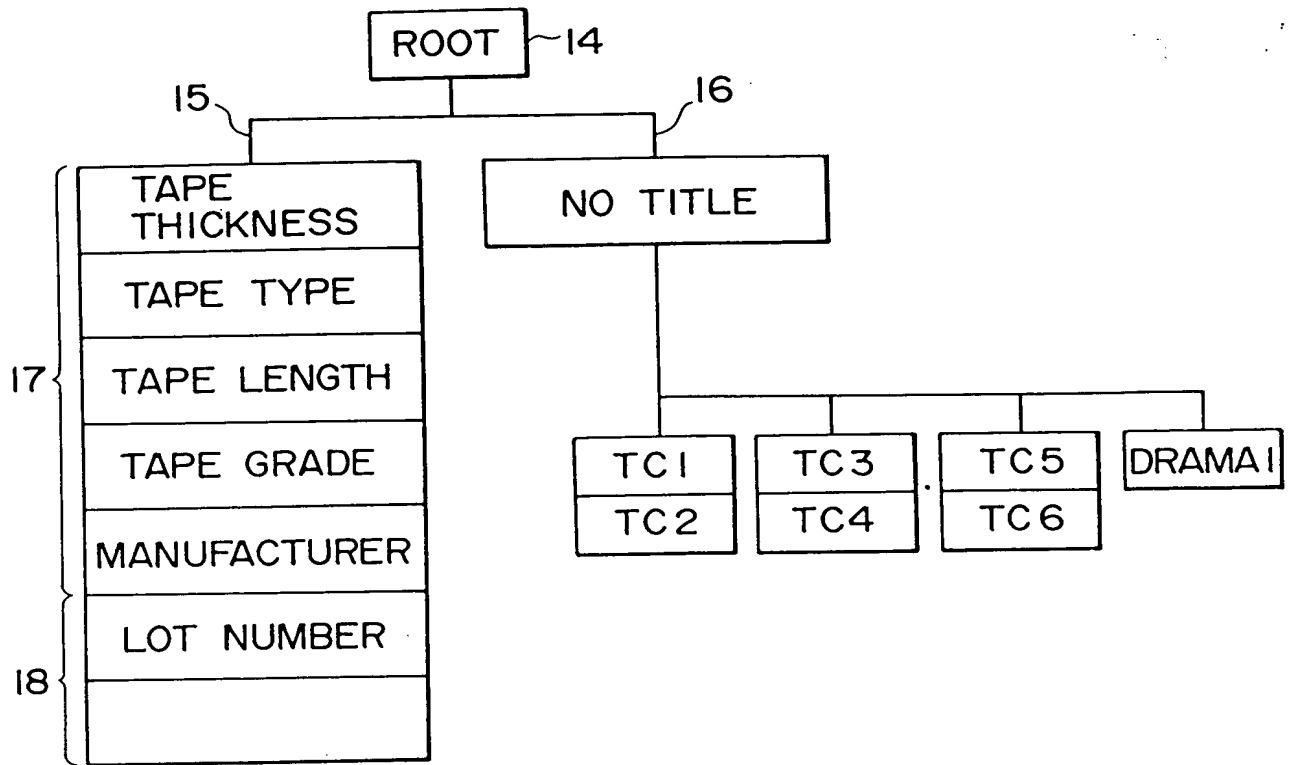 ROOT
14
15
16
TAPE
THICKNESS
NO TITLE
TAPE TYPE
17
TAPE LENGTH
TAPE GRADE
TC1
TC3
TC5
DRAMA1
TC2
TC4
TC6
MANUFACTURER
LOT NUMBER
18